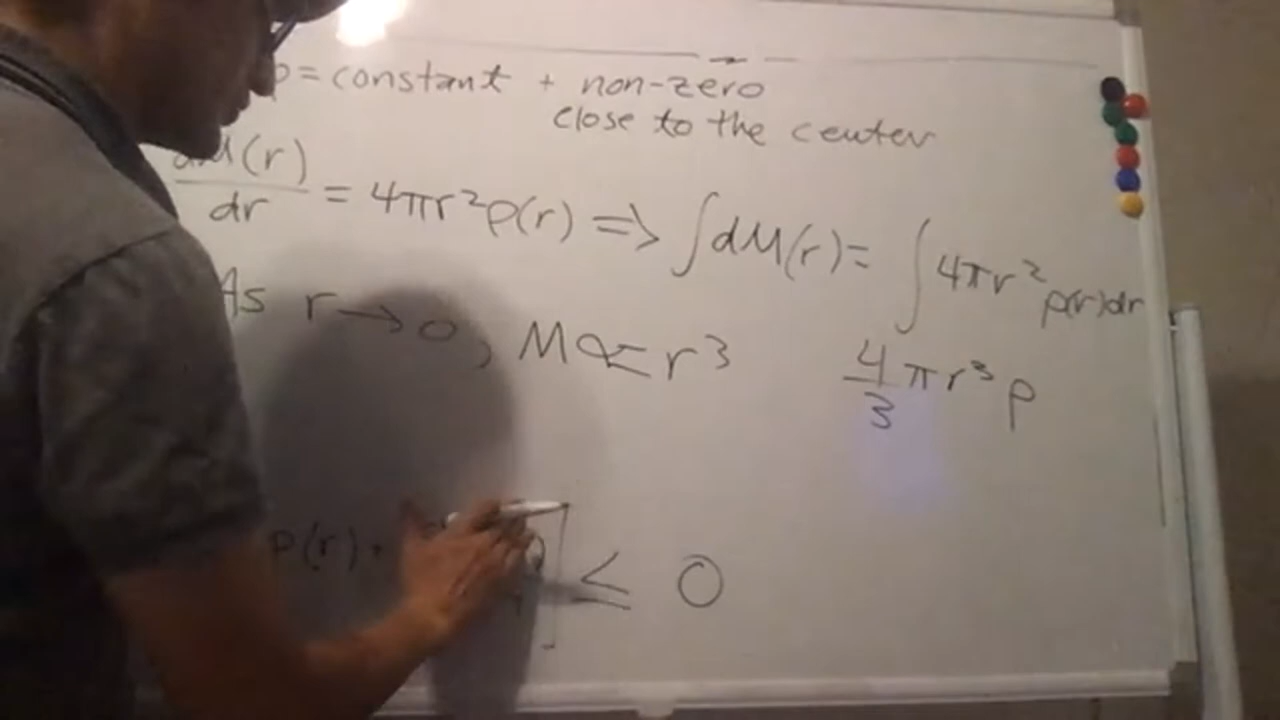 ρ = constant + non-zero
close to the center
dM(r)/dr = 4πr²ρ(r) => ∫dM(r) = ∫4πr²ρ(r)dr
As r → 0, M ∝ r³
4/3 πr³ρ
P(r) + ] ≤ 0